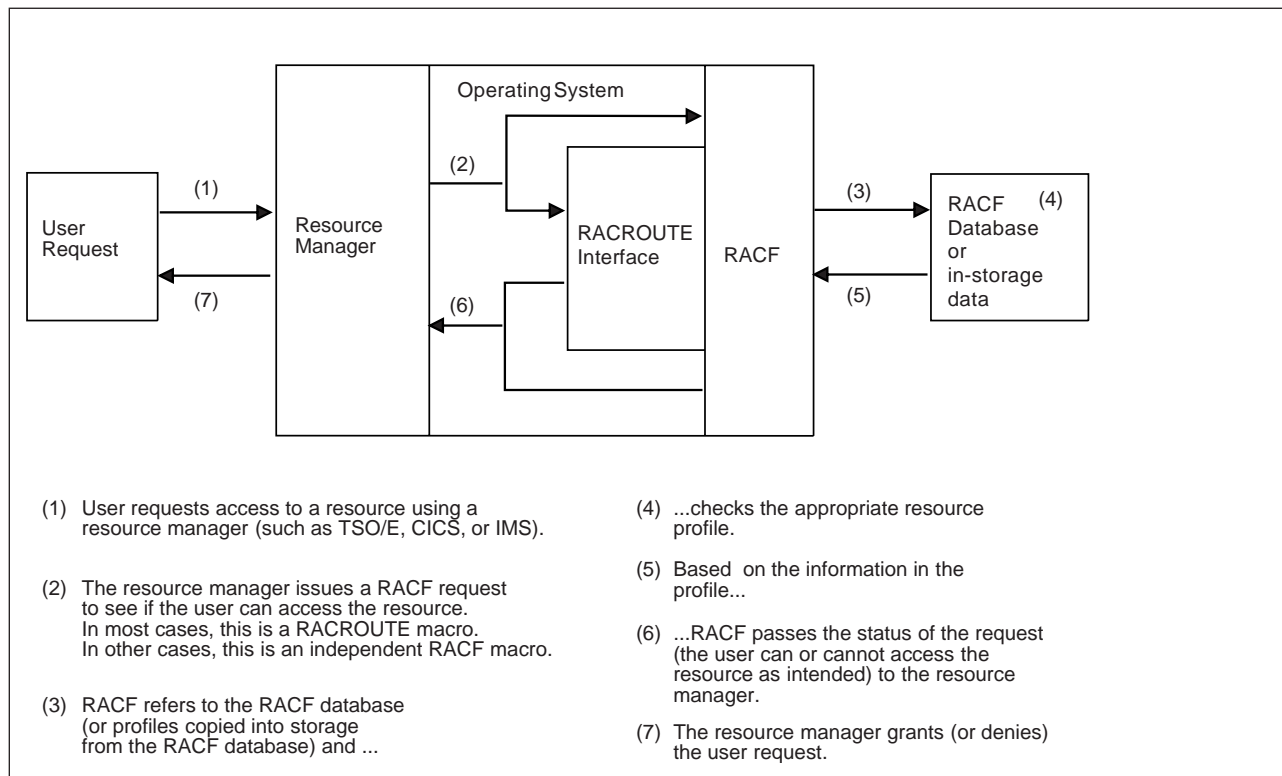 Operating System
(1)
(2)
(3)
User
Request
Resource
Manager
RACROUTE
Interface
RACF
RACF (4)
Database
or
in-storage
data
(7)
(6)
(5)
(1) User requests access to a resource using a
resource manager (such as TSO/E, CICS, or IMS).
(2) The resource manager issues a RACF request
to see if the user can access the resource.
In most cases, this is a RACROUTE macro.
In other cases, this is an independent RACF macro.
(3) RACF refers to the RACF database
(or profiles copied into storage
from the RACF database) and ...
(4) ...checks the appropriate resource
profile.
(5) Based on the information in the
profile...
(6) ...RACF passes the status of the request
(the user can or cannot access the
resource as intended) to the resource
manager.
(7) The resource manager grants (or denies)
the user request.